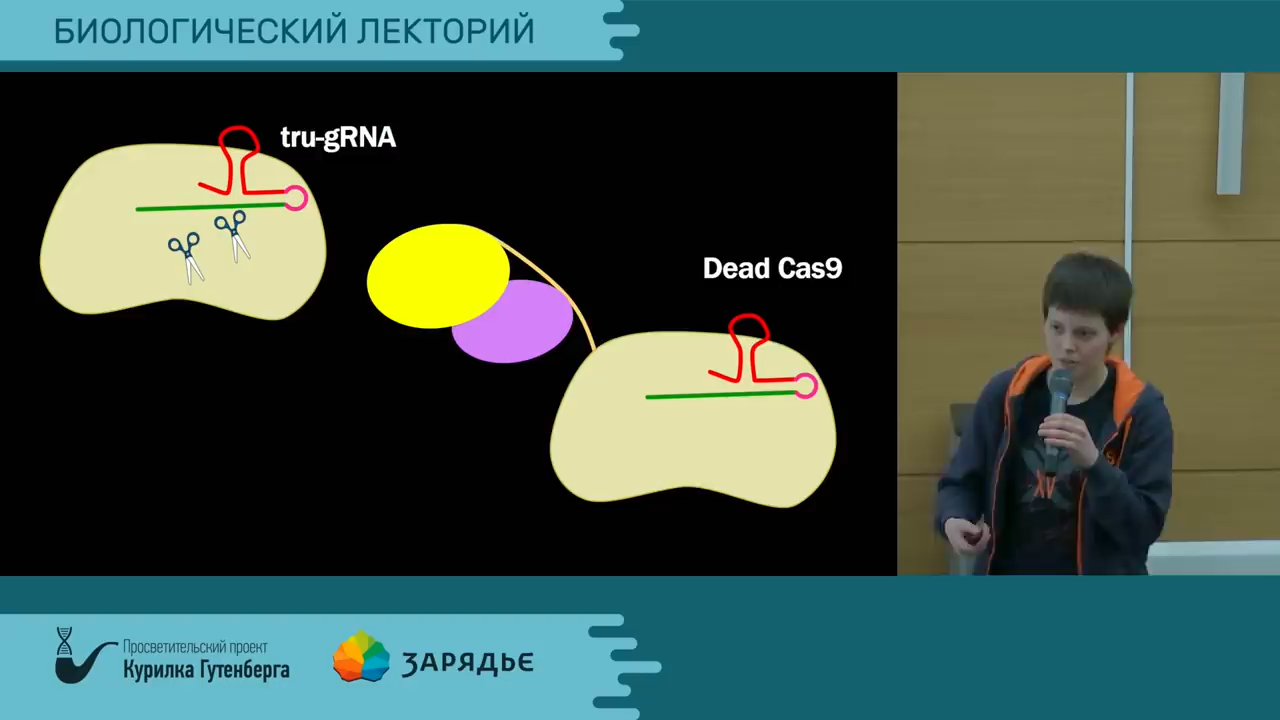 БИОЛОГИЧЕСКИЙ ЛЕКТОРИЙ
tru-gRNA
Dead Cas9
Просветительский проект
Курилка Гутенберга
ЗАРЯДЬЕ